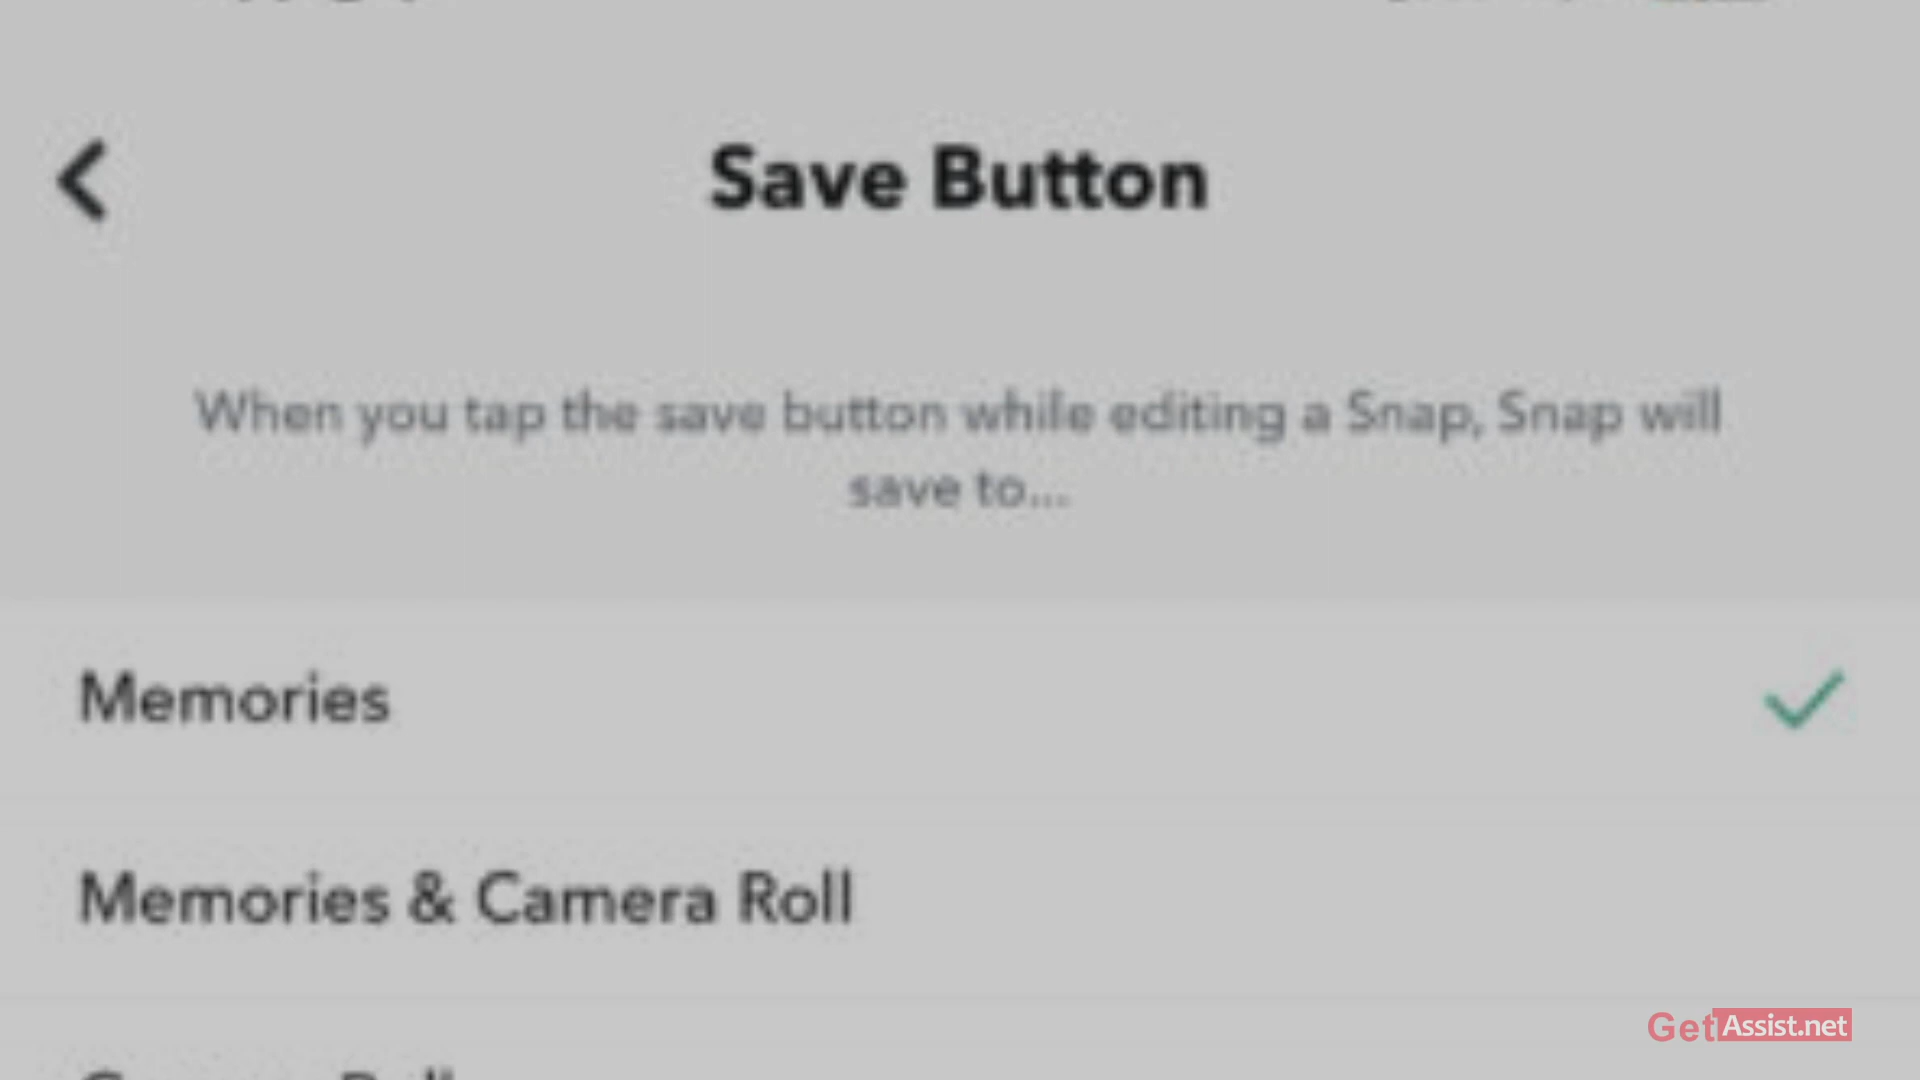 Save Button
When you tap the save button while editing a Snap, Snap will
save to...
Memories
Memories & Camera Roll
GetAssist.net